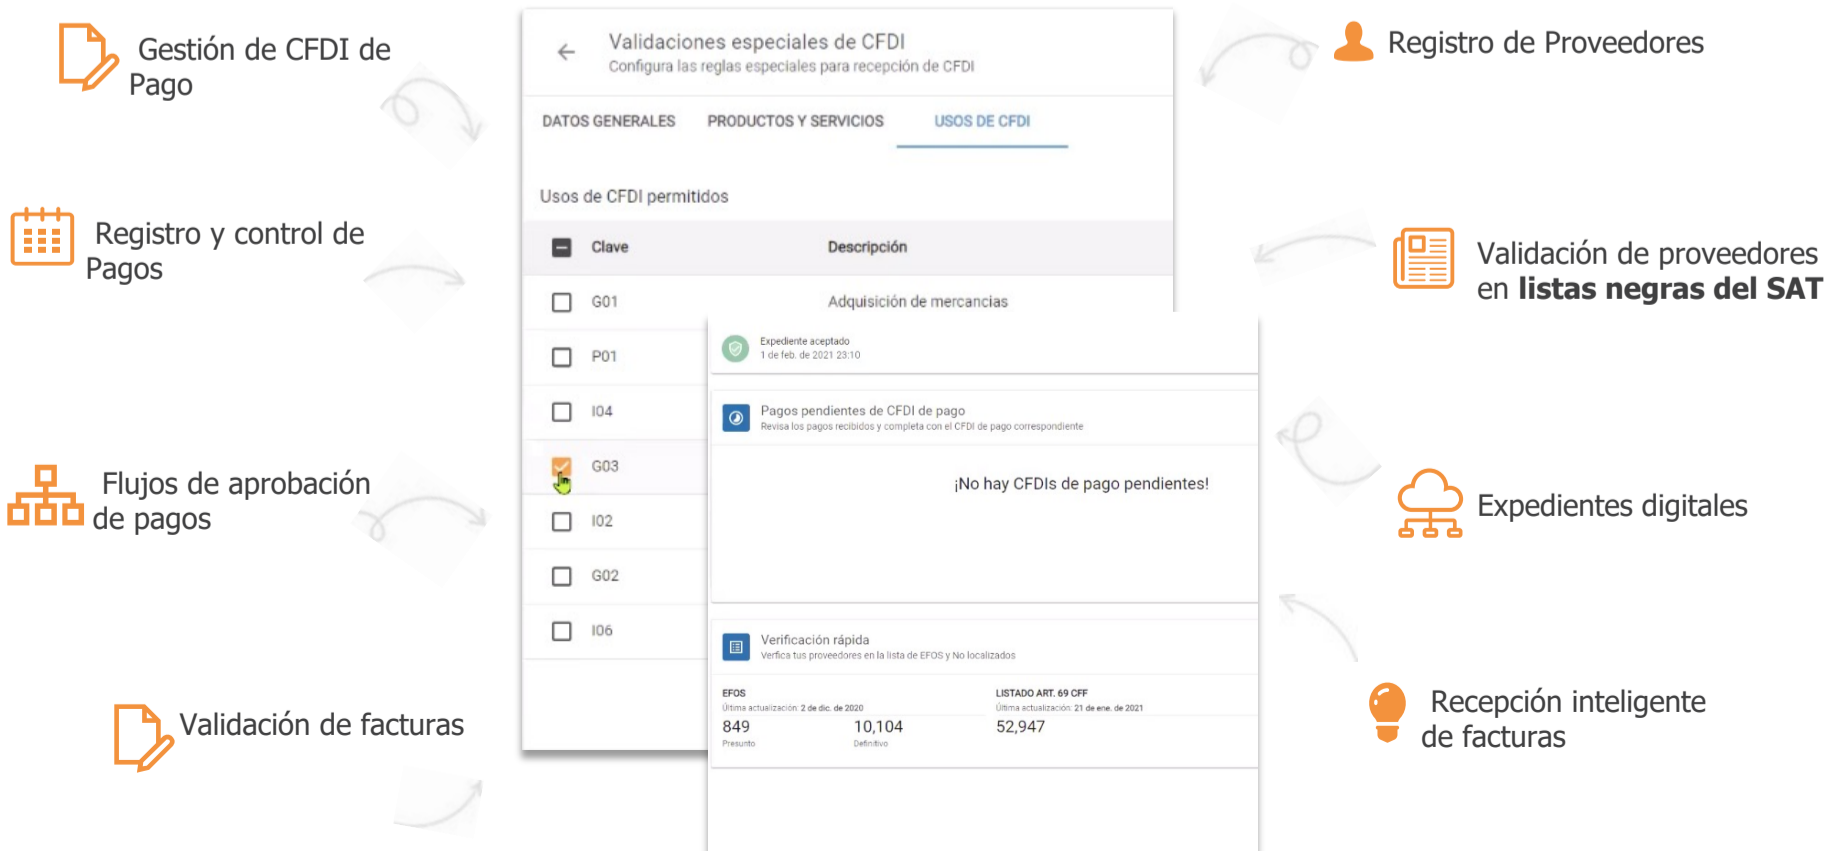 Gestión de CFDI de
Pago
Registro y control de
Pagos
Flujos de aprobación
de pagos
Validación de facturas
Validaciones especiales de CFDI
Configura las reglas especiales para recepción de CFDI
DATOS GENERALES PRODUCTOS Y SERVICIOS USOS DE CFDI
Usos de CFDI permitidos
Clave Descripción
G01 Adquisición de mercancias
P01
I04
G03
I02
G02
I06
Expediente aceptado
1 de feb. de 2021 23:10
Pagos pendientes de CFDI de pago
Revisa los pagos recibidos y completa con el CFDI de pago correspondiente
¡No hay CFDIs de pago pendientes!
Verificación rápida
Verfica tus proveedores en la lista de EFOS y No localizados
EFOS LISTADO ART. 69 CFF
Última actualización: 2 de dic. de 2020 Última actualización: 21 de ene. de 2021
849 10,104 52,947
Presunto Definitivo
Registro de Proveedores
Validación de proveedores
en listas negras del SAT
Expedientes digitales
Recepción inteligente
de facturas